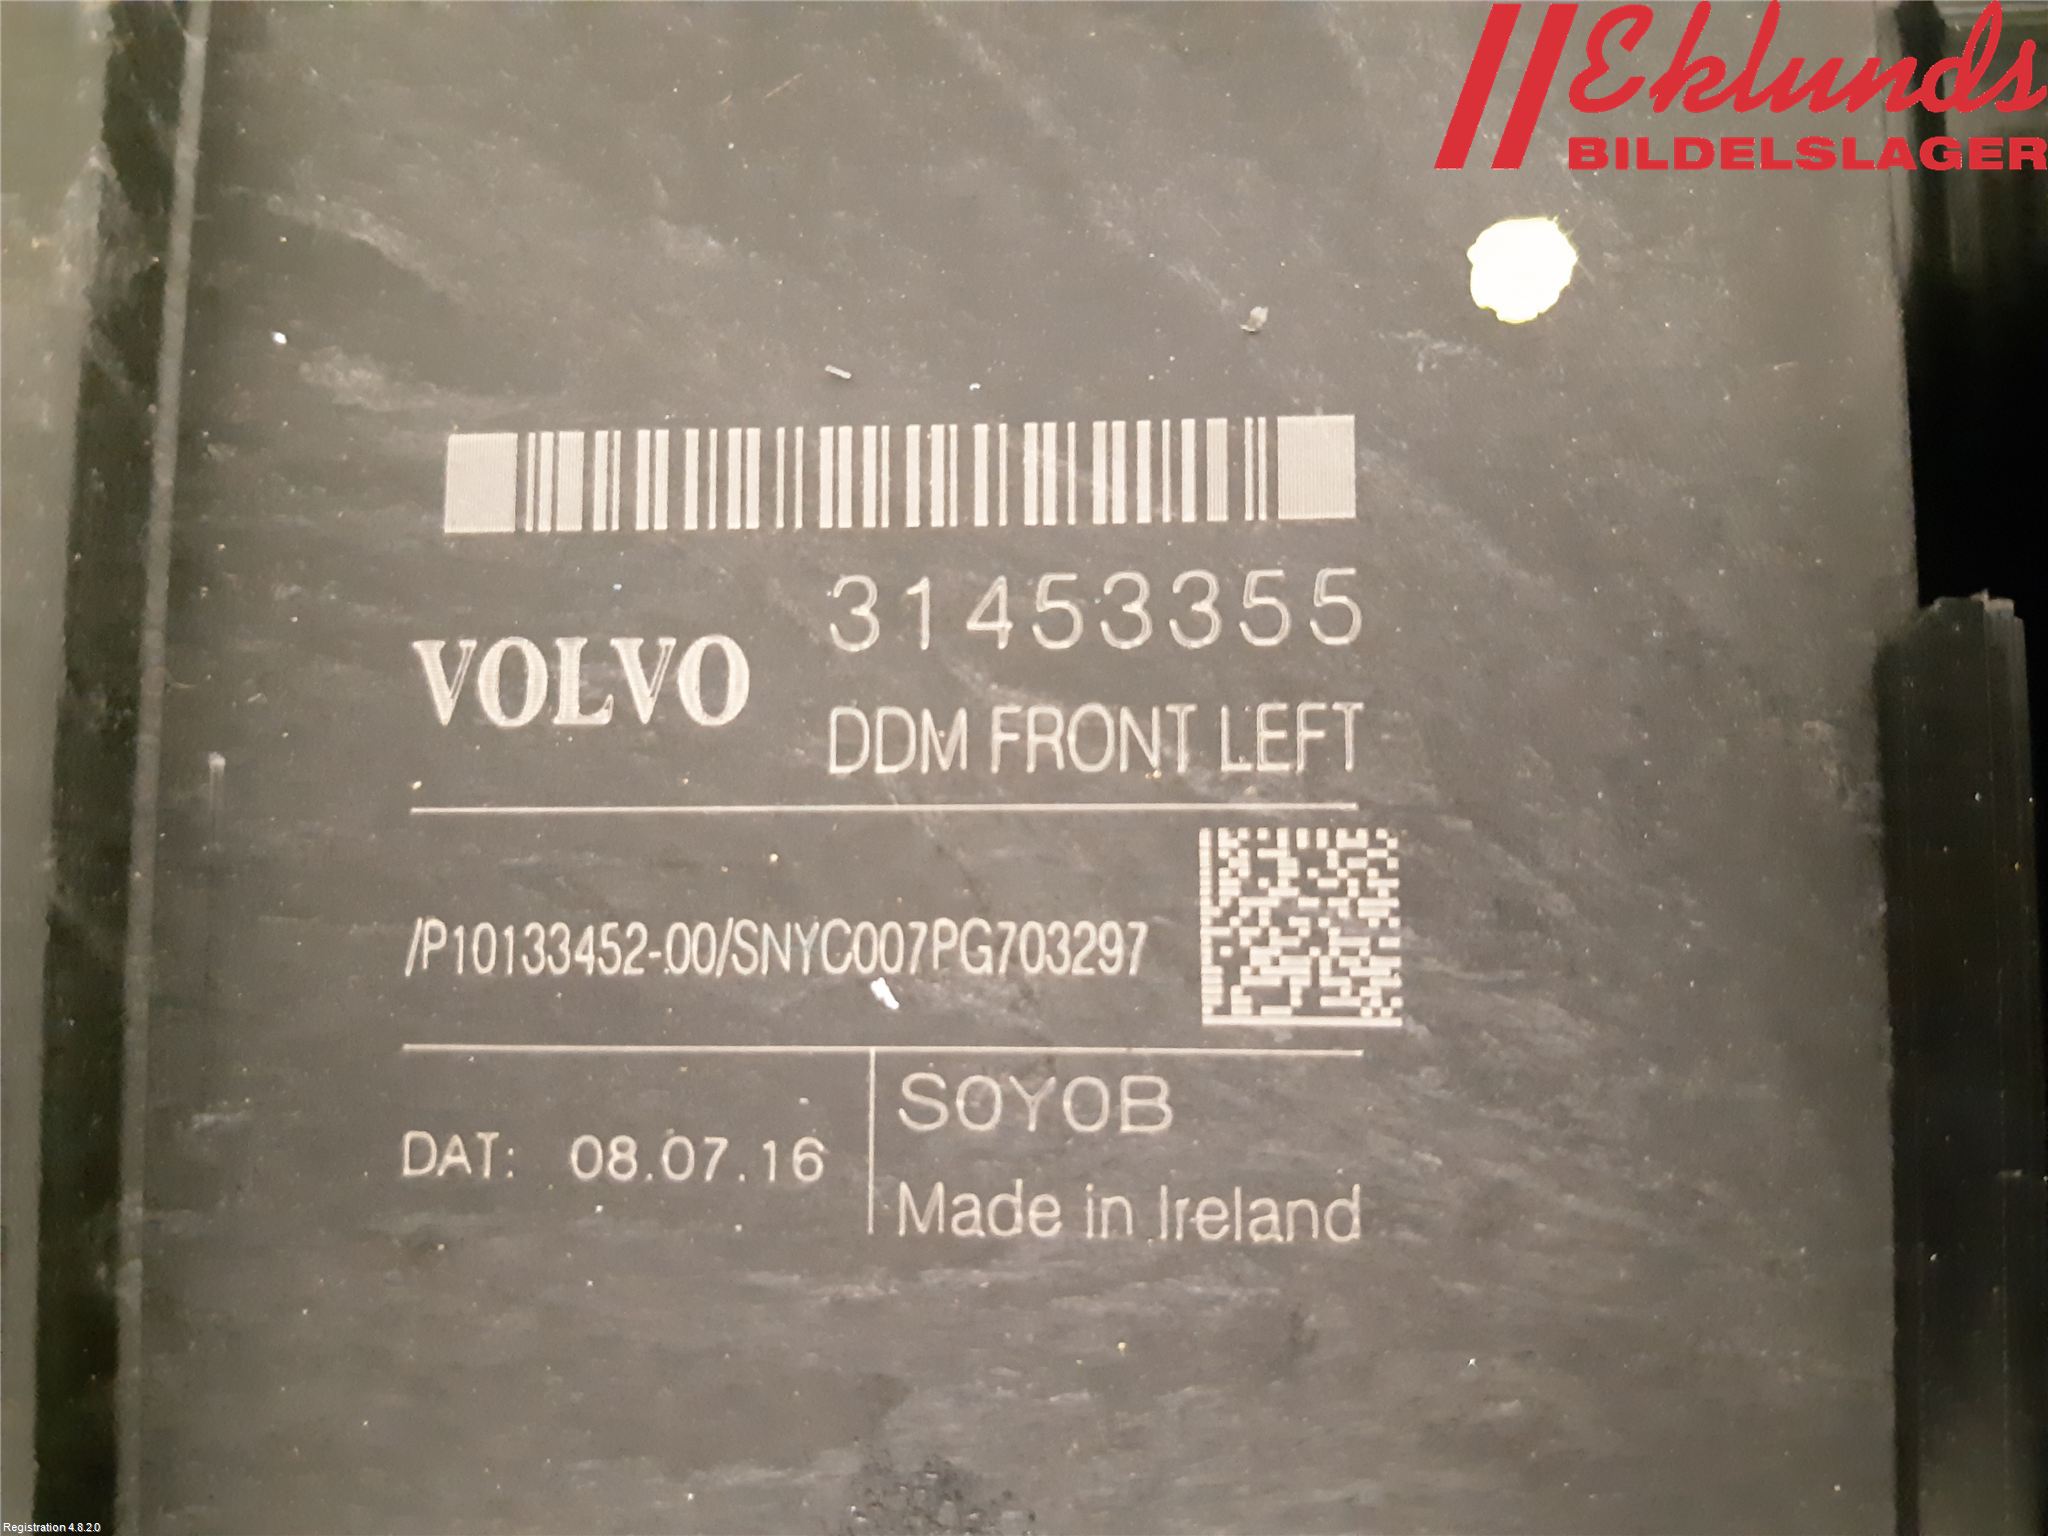 Eklunds
BILDELSLAGER
31453355
VOLVO
DDM FRONT LEFT
/P10133452-00/SNYC007PG703297
DAT: 08.07.16
SOYOB
Made in Ireland
Registration 4.8.2.0